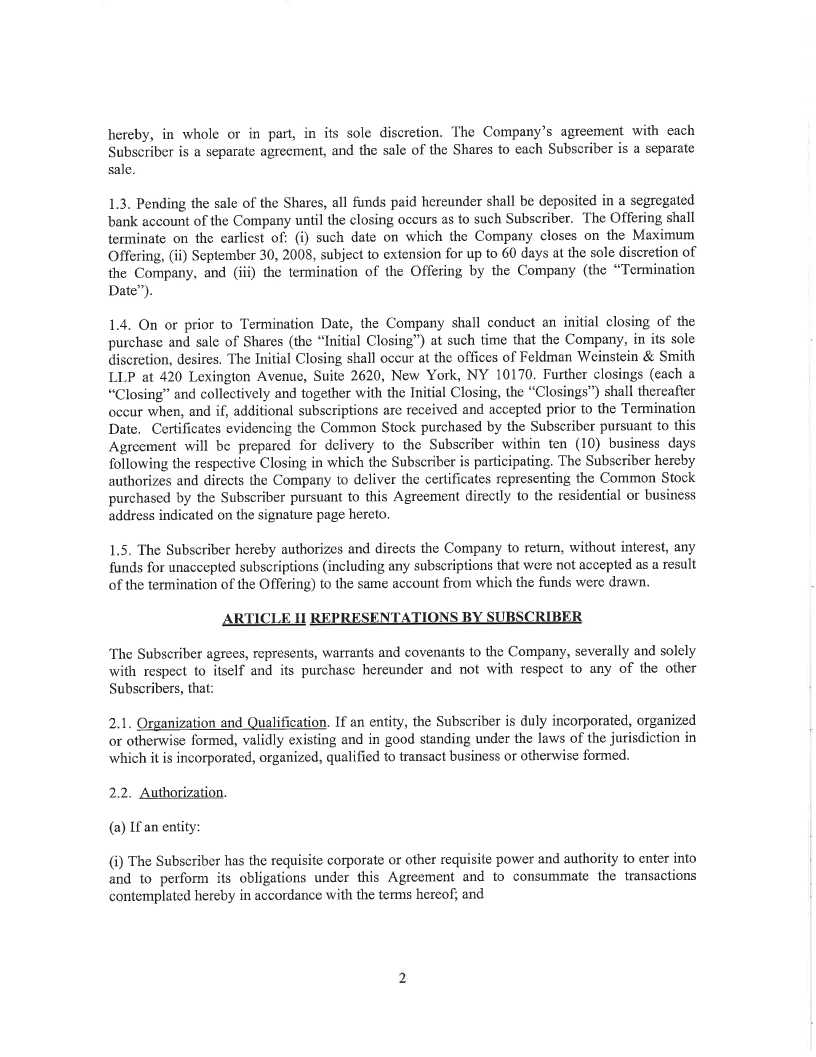 hereby, in whole or in part, in its sole discretion. The Company's agreement with each
Subscriber is a separate agreement, and the sale of the Shares to each Subscriber is a separate
sale.
1.3. Pending the sale of the Shares, all funds paid hereunder shall be deposited in a segregated
bank account of the Company until the closing occurs as to such Subscriber. The Offering shall
terminate on the earliest of: (i) such date on which the Company closes on the Maximum
Offering, (ii) September 30, 2008, subject to extension for up to 60 days at the sole discretion of
the Company, and (iii) the termination of the Offering by the Company (the “Termination
Date”).
1.4. On or prior to Termination Date, the Company shall conduct an initial closing of the
purchase and sale of Shares (the “Initial Closing”) at such time that the Company, in its sole
discretion, desires. The Initial Closing shall occur at the offices of Feldman Weinstein & Smith
LLP at 420 Lexington Avenue, Suite 2620, New York, NY 10170. Further closings (each a
“Closing” and collectively and together with the Initial Closing, the “Closings”) shall thereafter
occur when, and if, additional subscriptions are received and accepted prior to the Termination
Date. Certificates evidencing the Common Stock purchased by the Subscriber pursuant to this
Agreement will be prepared for delivery to the Subscriber within ten (10) business days
following the respective Closing in which the Subscriber is participating. The Subscriber hereby
authorizes and directs the Company to deliver the certificates representing the Common Stock
purchased by the Subscriber pursuant to this Agreement directly to the residential or business
address indicated on the signature page hereto.
1.5. The Subscriber hereby authorizes and directs the Company to return, without interest, any
funds for unaccepted subscriptions (including any subscriptions that were not accepted as a result
of the termination of the Offering) to the same account from which the funds were drawn.
ARTICLE II REPRESENTATIONS BY SUBSCRIBER
The Subscriber agrees, represents, warrants and covenants to the Company, severally and solely
with respect to itself and its purchase hereunder and not with respect to any of the other
Subscribers, that:
2.1. Organization and Qualification. If an entity, the Subscriber is duly incorporated, organized
or otherwise formed, validly existing and in good standing under the laws of the jurisdiction in
which it is incorporated, organized, qualified to transact business or otherwise formed.
2.2. Authorization.
(a) If an entity:
(i) The Subscriber has the requisite corporate or other requisite power and authority to enter into
and to perform its obligations under this Agreement and to consummate the transactions
contemplated hereby in accordance with the terms hereof; and
2